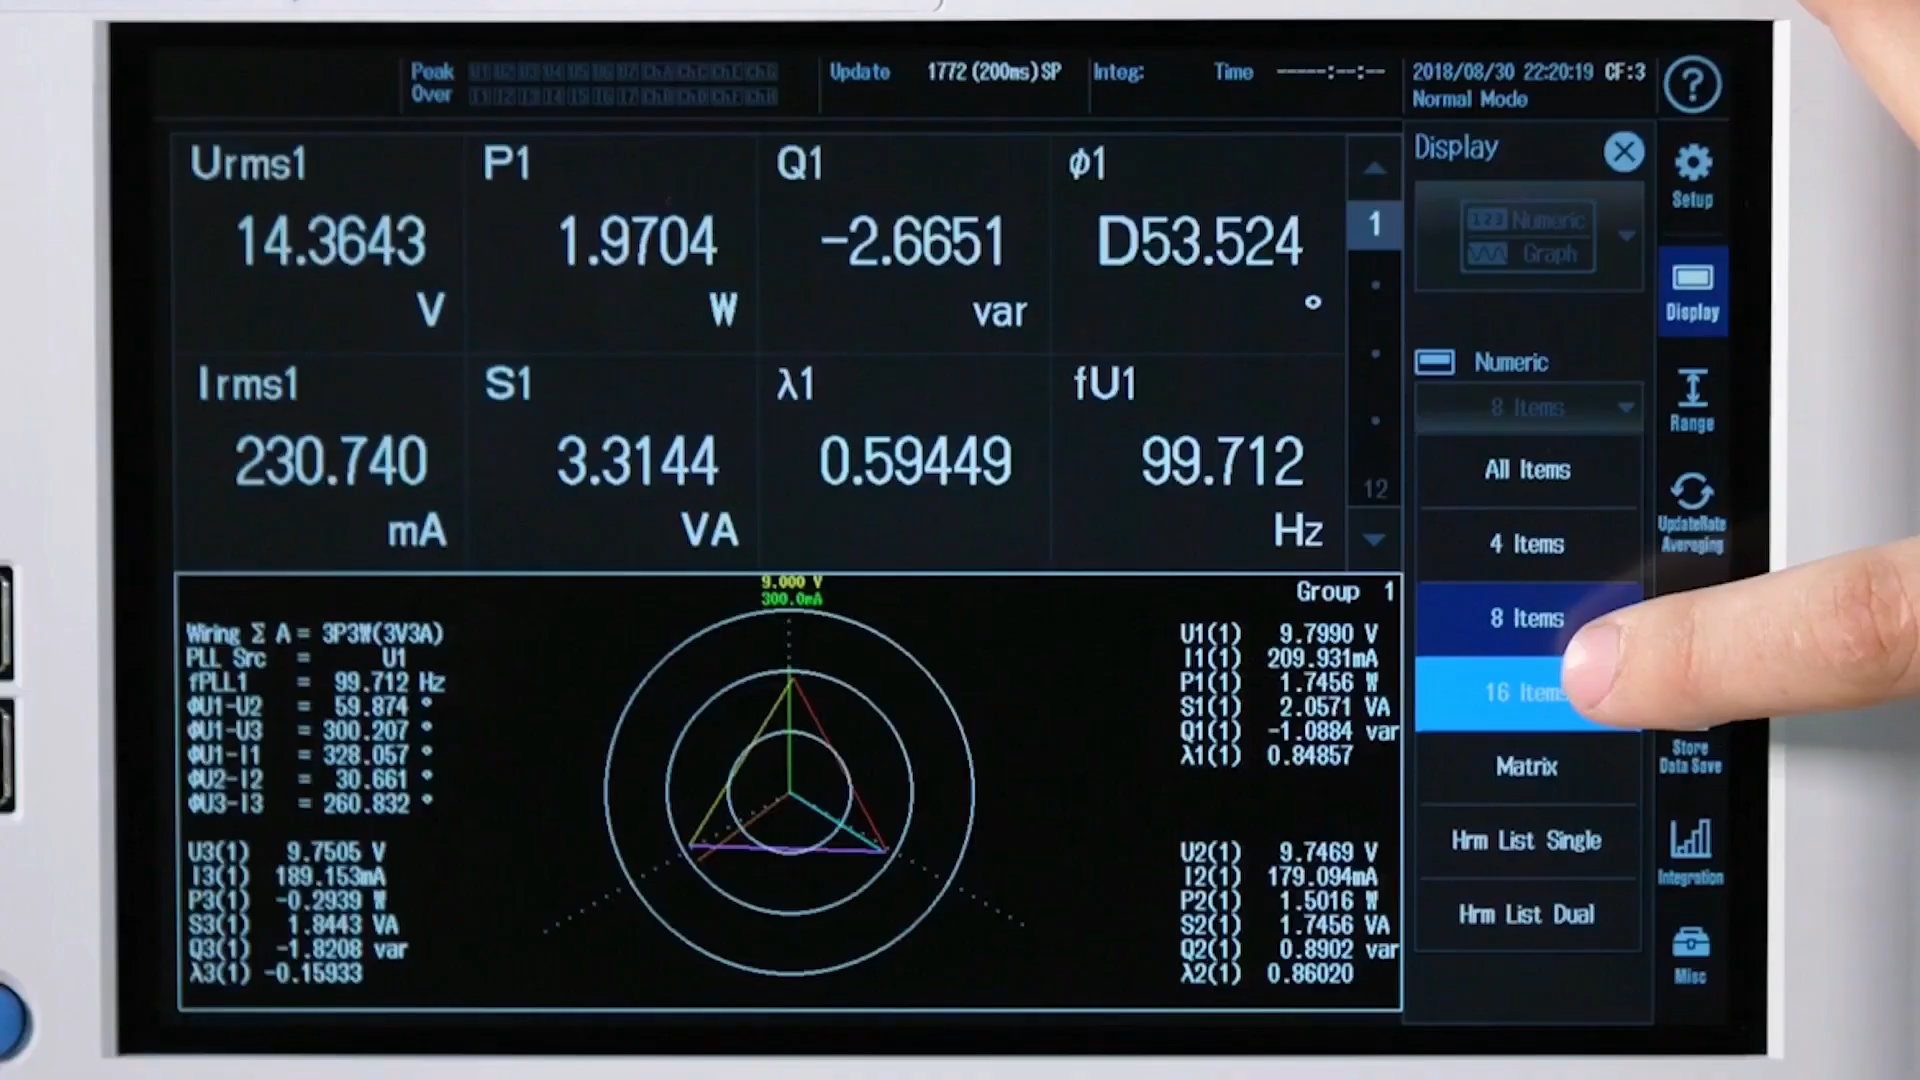 Peak
Over
Update 1772 (200ms)SP
Integ: Time -----:--:--
2018/08/30 22:20:19 CF:3
Normal Mode
?
Urms1 14.3643 V
P1 1.9704 W
Q1 -2.6651 var
φ1 D53.524 °
Irms1 230.740 mA
S1 3.3144 VA
λ1 0.59449
fU1 99.712 Hz
1
12
9.000 V
300.0mA
Group 1
Wiring Σ A = 3P3W(3V3A)
PLL Src = U1
fPLL1 = 99.712 Hz
ΦU1-U2 = 59.874 °
ΦU1-U3 = 300.207 °
ΦU1-I1 = 328.057 °
ΦU2-I2 = 30.661 °
ΦU3-I3 = 260.832 °
U3(1) 9.7505 V
I3(1) 189.153mA
P3(1) -0.2939 W
S3(1) 1.8443 VA
Q3(1) -1.8208 var
λ3(1) -0.15933
U1(1) 9.7990 V
I1(1) 209.931mA
P1(1) 1.7456 W
S1(1) 2.0571 VA
Q1(1) -1.0884 var
λ1(1) 0.84857
U2(1) 9.7469 V
I2(1) 179.094mA
P2(1) 1.5016 W
S2(1) 1.7456 VA
Q2(1) 0.8902 var
λ2(1) 0.86020
Display
123 Numeric
Graph
Numeric
8 Items
All Items
4 Items
8 Items
16 Items
Matrix
Hrm List Single
Hrm List Dual
Setup
Display
Range
UpdateRate
Averaging
Store
Data Save
Integration
Misc